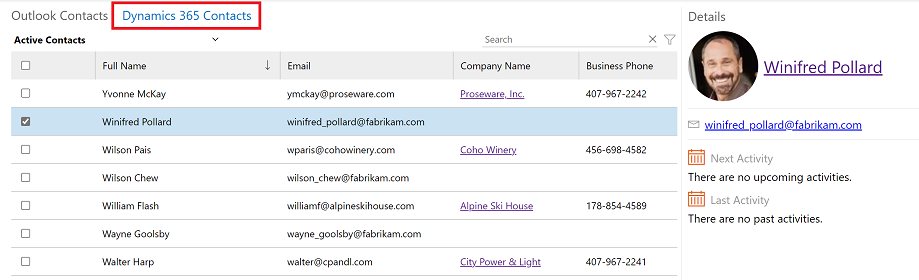 Outlook Contacts Dynamics 365 Contacts
Active Contacts Search
Full Name Email Company Name Business Phone
Yvonne McKay ymckay@proseware.com Proseware, Inc. 407-967-2242
Winifred Pollard winifred_pollard@fabrikam.com
Wilson Pais wparis@cohowinery.com Coho Winery 456-698-4582
Wilson Chew wilson_chew@fabrikam.com
William Flash williamf@alpineskihouse.com Alpine Ski House 178-854-4589
Wayne Goolsby wayne_goolsby@fabrikam.com
Walter Harp walter@cpandl.com City Power & Light 407-967-2241
Details
Winifred Pollard
winifred_pollard@fabrikam.com
Next Activity
There are no upcoming activities.
Last Activity
There are no past activities.